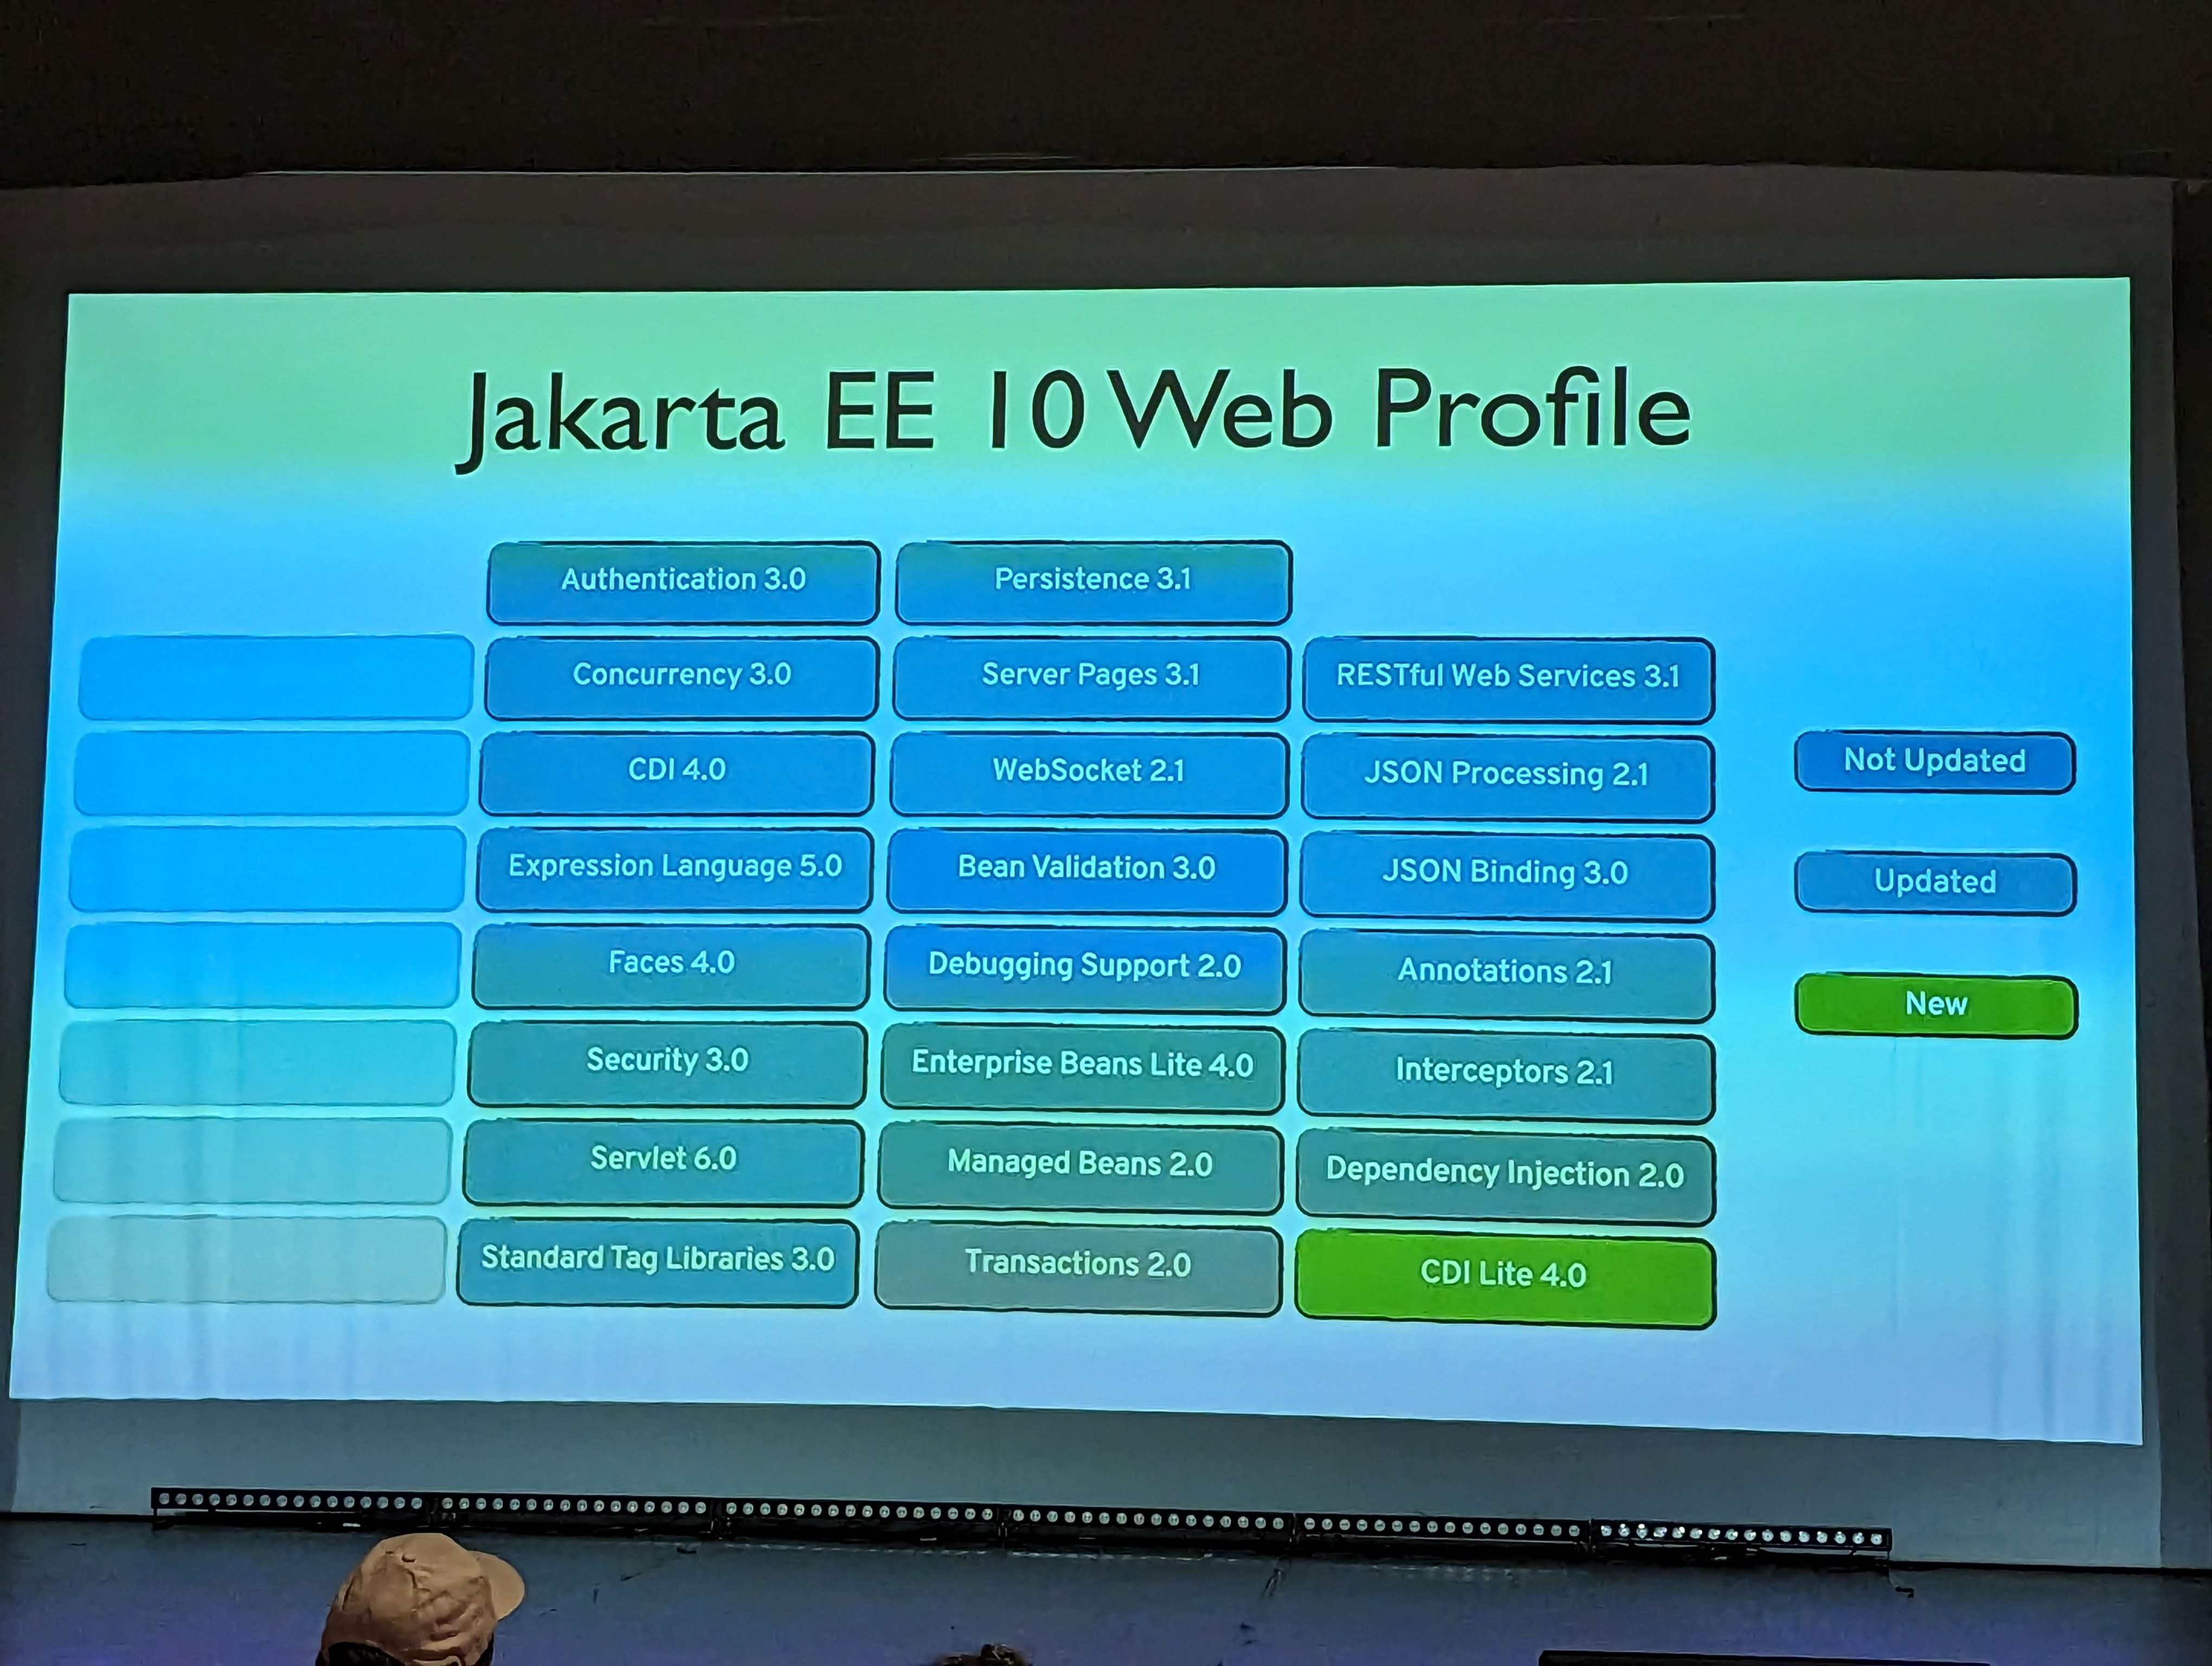 Jakarta EE 10 Web Profile
Authentication 3.0
Persistence 3.1
Concurrency 3.0
Server Pages 3.1
RESTful Web Services 3.1
CDI 4.0
WebSocket 2.1
JSON Processing 2.1
Not Updated
Expression Language 5.0
Bean Validation 3.0
JSON Binding 3.0
Updated
Faces 4.0
Debugging Support 2.0
Annotations 2.1
New
Security 3.0
Enterprise Beans Lite 4.0
Interceptors 2.1
Servlet 6.0
Managed Beans 2.0
Dependency Injection 2.0
Standard Tag Libraries 3.0
Transactions 2.0
CDI Lite 4.0